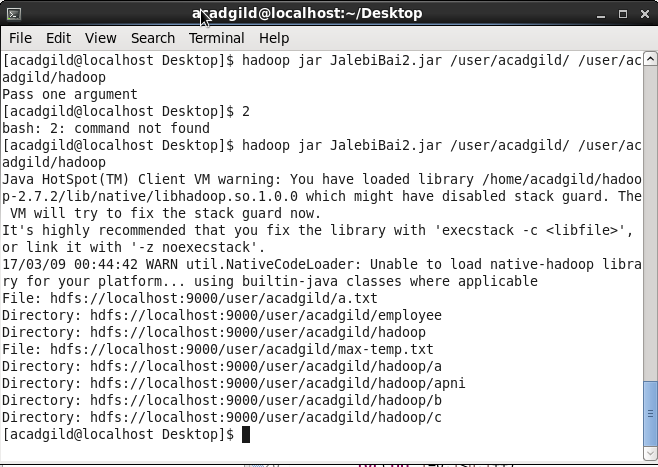 acadgild@localhost:~/Desktop
File Edit View Search Terminal Help
[acadgild@localhost Desktop]$ hadoop jar JalebiBai2.jar /user/acadgild/ /user/ac
adgild/hadoop
Pass one argument
[acadgild@localhost Desktop]$ 2
bash: 2: command not found
[acadgild@localhost Desktop]$ hadoop jar JalebiBai2.jar /user/acadgild/ /user/ac
adgild/hadoop
Java HotSpot(TM) Client VM warning: You have loaded library /home/acadgild/hadoo
p-2.7.2/lib/native/libhadoop.so.1.0.0 which might have disabled stack guard. The
 VM will try to fix the stack guard now.
It's highly recommended that you fix the library with 'execstack -c <libfile>',
or link it with '-z noexecstack'.
17/03/09 00:44:42 WARN util.NativeCodeLoader: Unable to load native-hadoop libra
ry for your platform... using builtin-java classes where applicable
File: hdfs://localhost:9000/user/acadgild/a.txt
Directory: hdfs://localhost:9000/user/acadgild/employee
Directory: hdfs://localhost:9000/user/acadgild/hadoop
File: hdfs://localhost:9000/user/acadgild/max-temp.txt
Directory: hdfs://localhost:9000/user/acadgild/hadoop/a
Directory: hdfs://localhost:9000/user/acadgild/hadoop/apni
Directory: hdfs://localhost:9000/user/acadgild/hadoop/b
Directory: hdfs://localhost:9000/user/acadgild/hadoop/c
[acadgild@localhost Desktop]$